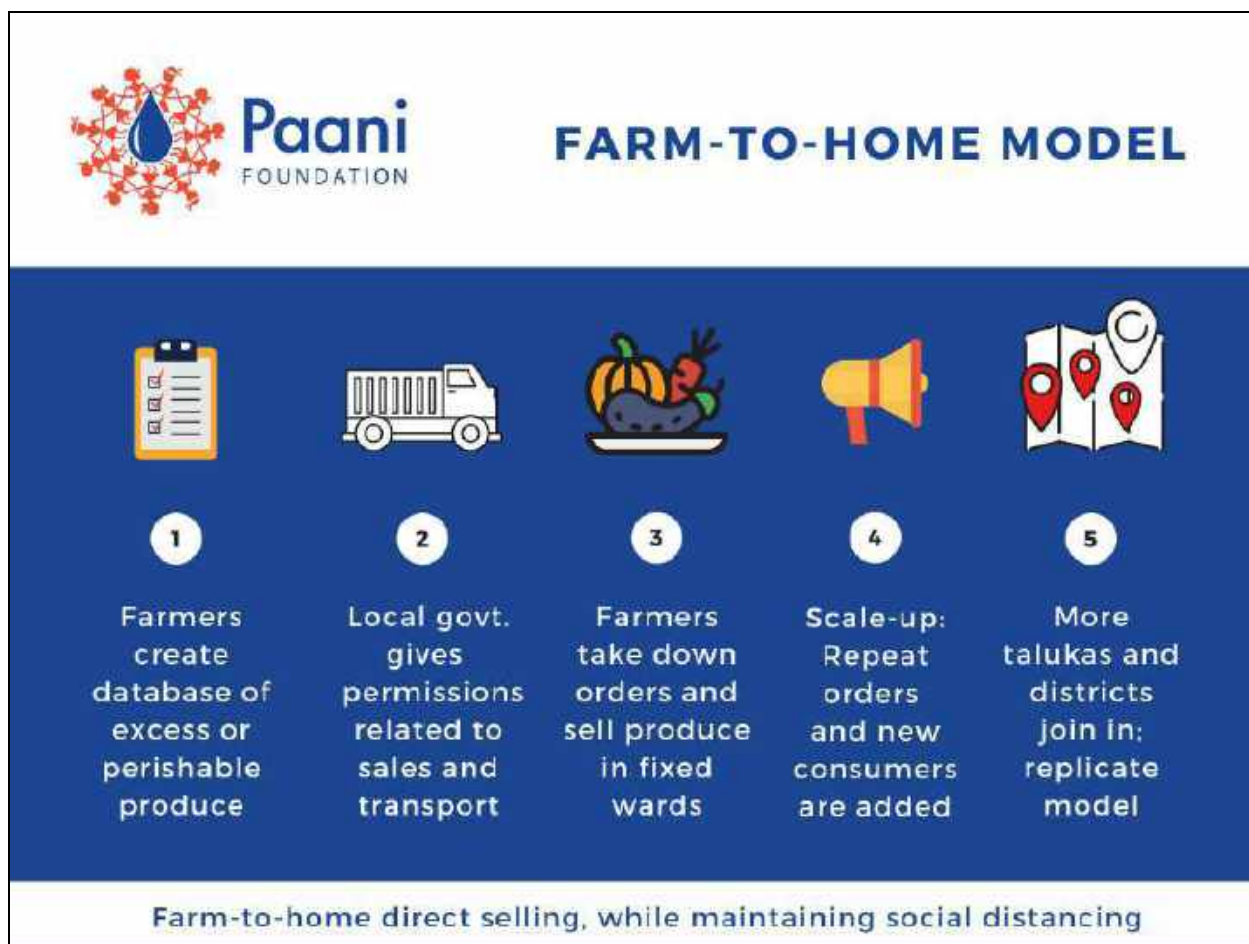 Paani
FOUNDATION
FARM-TO-HOME MODEL
1
Farmers
create
database of
excess or
perishable
produce
2
Local govt.
gives
permissions
related to
sales and
transport
3
Farmers
take down
orders and
sell produce
in fixed
wards
4
Scale-up:
Repeat
orders
and new
consumers
are added
5
More
talukas and
districts
join in;
replicate
model
Farm-to-home direct selling, while maintaining social distancing